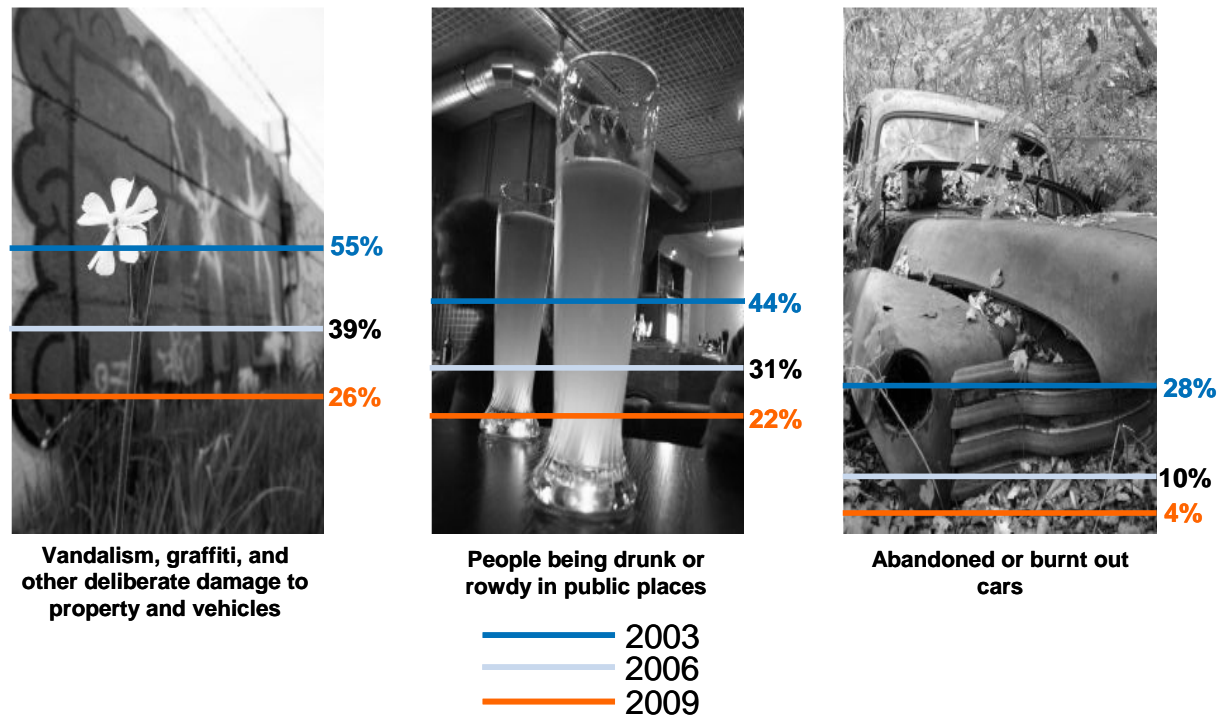 55%
39%
26%
44%
31%
22%
28%
10%
4%
Vandalism, graffiti, and
other deliberate damage to
property and vehicles
People being drunk or
rowdy in public places
Abandoned or burnt out
cars
2003
2006
2009